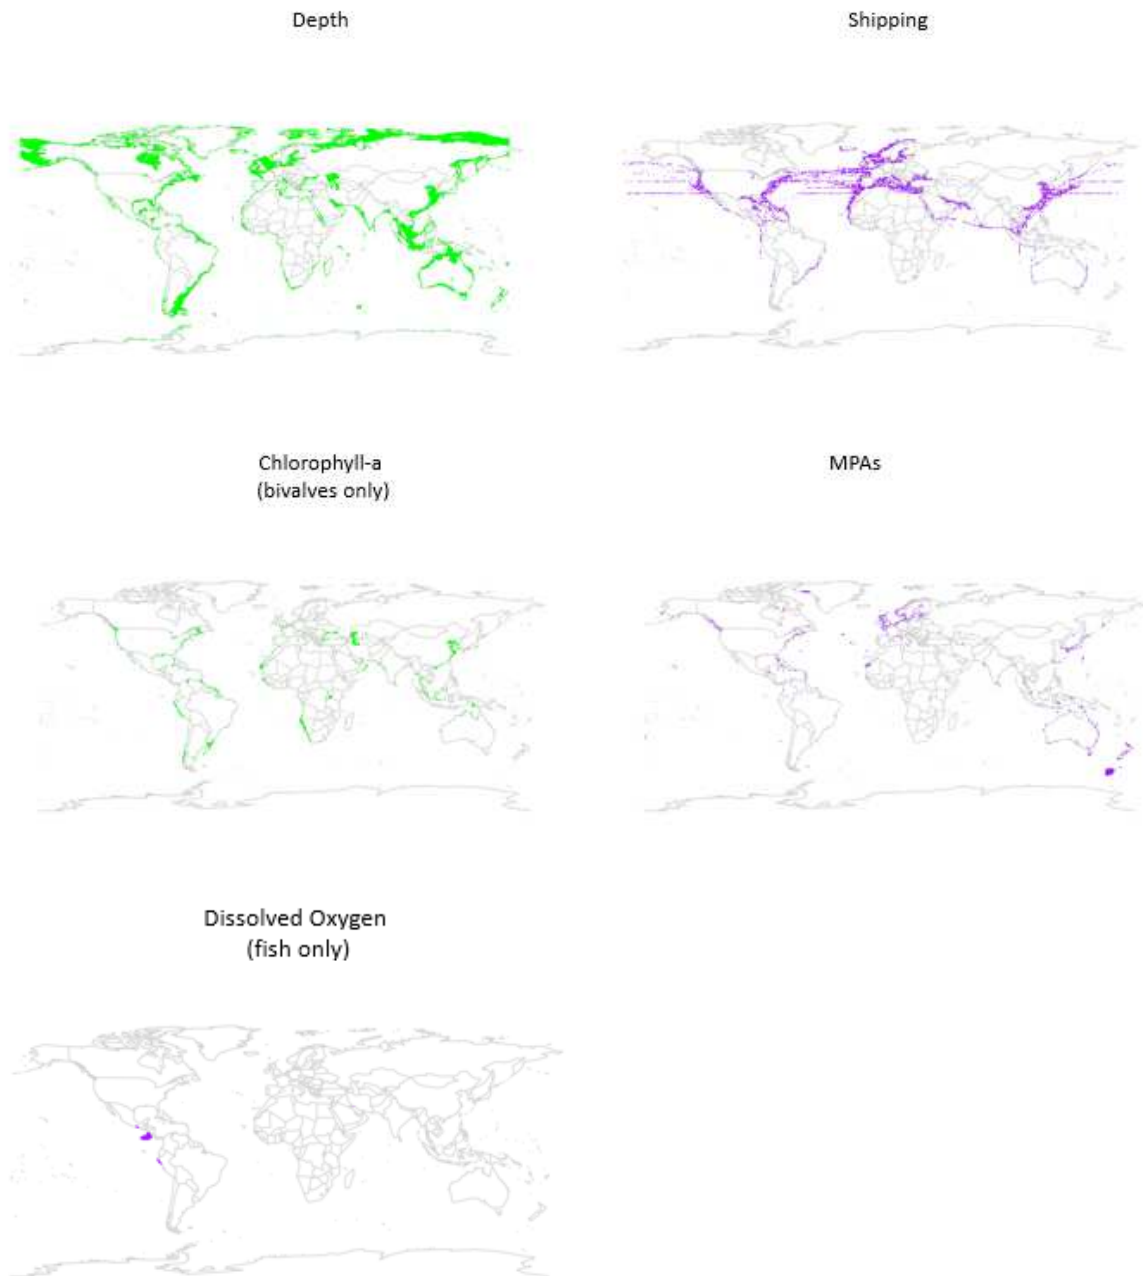 Depth
Shipping
Chlorophyll-a
(bivalves only)
MPAs
Dissolved Oxygen
(fish only)